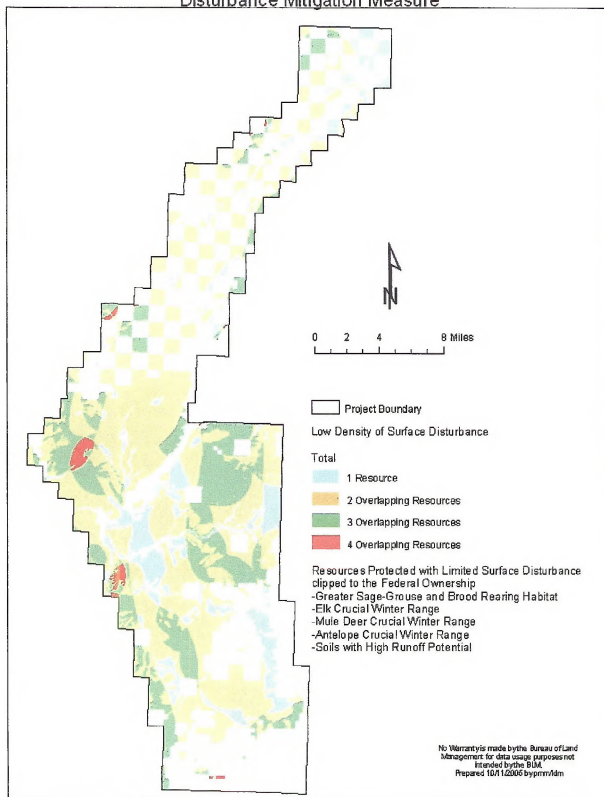 Disturbance Mitigation Measure
N
0 2 4 8 Miles
Project Boundary
Low Density of Surface Disturbance
Total
1 Resource
2 Overlapping Resources
3 Overlapping Resources
4 Overlapping Resources
Resources Protected with Limited Surface Disturbance
clipped to the Federal Ownership
-Greater Sage-Grouse and Brood Rearing Habitat
-Elk Crucial Winter Range
-Mule Deer Crucial Winter Range
-Antelope Crucial Winter Range
-Soils with High Runoff Potential
No Warranty is made by the Bureau of Land
Management for data usage purposes not
intended by the BLM.
Prepared 10/11/2006 by